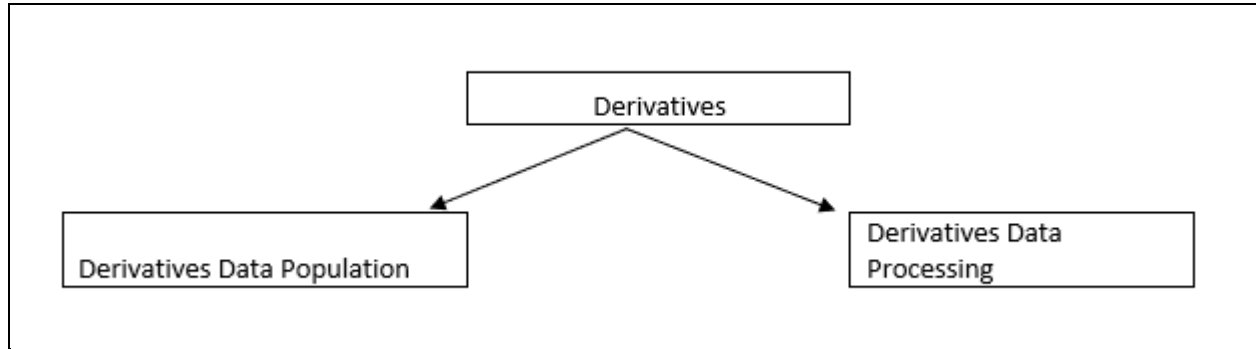 Derivatives
Derivatives Data Population
Derivatives Data
Processing